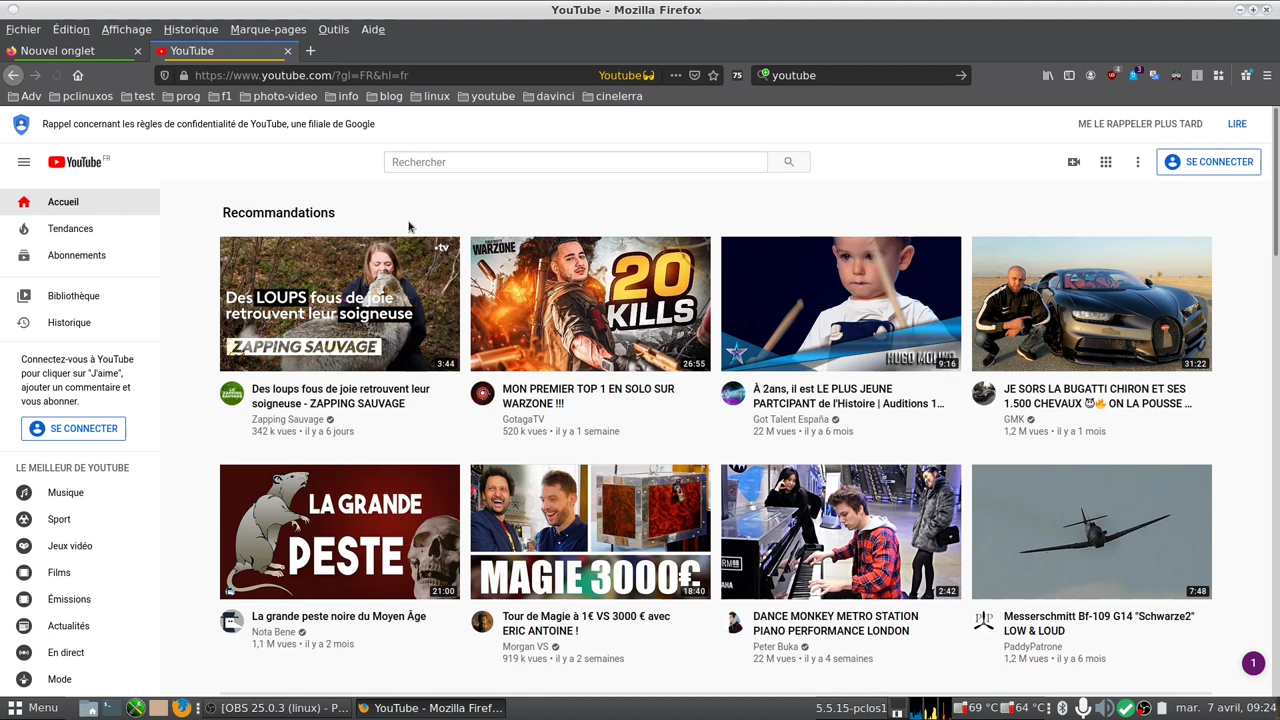 YouTube - Mozilla Firefox
Fichier Édition Affichage Historique Marque-pages Outils Aide
Nouvel onglet YouTube
https://www.youtube.com/?gl=FR&hl=fr Youtube 75 youtube 4 3
Adv pclinuxos test prog f1 photo-video info blog linux youtube davinci cinelerra
Rappel concernant les règles de confidentialité de YouTube, une filiale de Google ME LE RAPPELER PLUS TARD LIRE
YouTube FR Rechercher SE CONNECTER
Accueil
Tendances
Abonnements
Bibliothèque
Historique
Connectez-vous à YouTube
pour cliquer sur "J'aime",
ajouter un commentaire et
vous abonner.
SE CONNECTER
LE MEILLEUR DE YOUTUBE
Musique
Sport
Jeux vidéo
Films
Émissions
Actualités
En direct
Mode
Recommandations
•tv
Des LOUPS fous de joie
retrouvent leur soigneuse
ZAPPING SAUVAGE
3:44
Des loups fous de joie retrouvent leur
soigneuse - ZAPPING SAUVAGE
Zapping Sauvage
342 k vues • il y a 6 jours
WARZONE
20
KILLS
26:55
MON PREMIER TOP 1 EN SOLO SUR
WARZONE !!!
GotagaTV
520 k vues • il y a 1 semaine
9:16
À 2ans, il est LE PLUS JEUNE
PARTCIPANT de l'Histoire | Auditions 1...
Got Talent España
22 M vues • il y a 6 mois
31:22
JE SORS LA BUGATTI CHIRON ET SES
1.500 CHEVAUX 😈🔥 ON LA POUSSE ...
GMK
1,2 M vues • il y a 1 mois
LA GRANDE
PESTE
21:00
La grande peste noire du Moyen Âge
Nota Bene
1,1 M vues • il y a 2 mois
MAGIE 3000€
18:40
Tour de Magie à 1€ VS 3000 € avec
ERIC ANTOINE !
Morgan VS
919 k vues • il y a 2 semaines
2:42
DANCE MONKEY METRO STATION
PIANO PERFORMANCE LONDON
Peter Buka
22 M vues • il y a 4 semaines
7:48
Messerschmitt Bf-109 G14 "Schwarze2"
LOW & LOUD
PaddyPatrone
1,2 M vues • il y a 6 mois
1
Menu [OBS 25.0.3 (linux) - P... YouTube - Mozilla Firef... 5.5.15-pclos1 69 °C 64 °C mar. 7 avril, 09:24